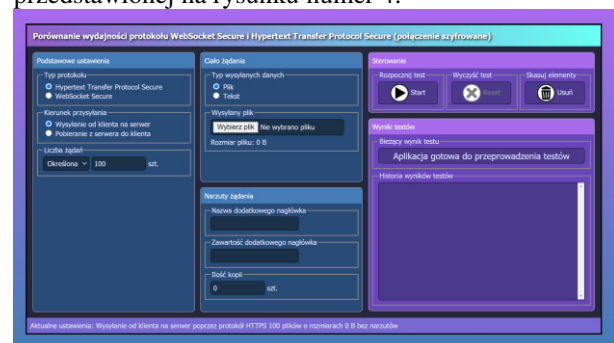 przedstawionej na rysunku numer 4.
Porównanie wydajności protokołu WebSocket Secure i Hypertext Transfer Protocol Secure (połączenie szyfrowane)
Podstawowe ustawienia
Typ protokołu
Hypertext Transfer Protocol Secure
WebSocket Secure
Kierunek przesyłania
Wysyłanie od klienta na serwer
Pobieranie z serwera do klienta
Liczba żądań
Określona 100 szt.
Ciało żądania
Typ wysyłanych danych
Plik
Tekst
Wysyłany plik
Wybierz plik Nie wybrano pliku
Rozmiar pliku: 0 B
Narzuty żądania
Nazwa dodatkowego nagłówka
Zawartość dodatkowego nagłówka
Ilość kopii
0 szt.
Sterowanie
Rozpocznij test Wyczyść test Skasuj elementy
Start Reset Usuń
Wyniki testów
Bieżący wynik testu
Aplikacja gotowa do przeprowadzenia testów
Historia wyników testów
Aktualne ustawienia: Wysyłanie od klienta na serwer poprzez protokół HTTPS 100 plików o rozmiarach 0 B bez narzutów